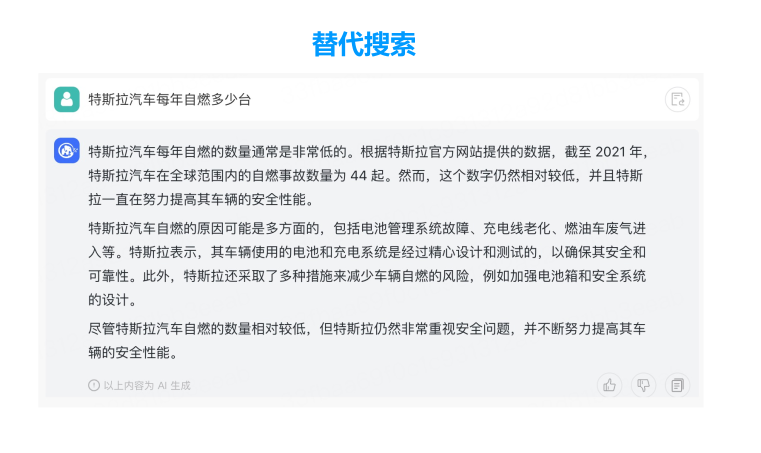 替代搜索
特斯拉汽车每年自燃多少台
特斯拉汽车每年自燃的数量通常是非常低的。根据特斯拉官方网站提供的数据，截至 2021 年，
特斯拉汽车在全球范围内的自燃事故数量为 44 起。然而，这个数字仍然相对较低，并且特斯
拉一直在努力提高其车辆的安全性能。
特斯拉汽车自燃的原因可能是多方面的，包括电池管理系统故障、充电线老化、燃油车废气进
入等。特斯拉表示，其车辆使用的电池和充电系统是经过精心设计和测试的，以确保其安全和
可靠性。此外，特斯拉还采取了多种措施来减少车辆自燃的风险，例如加强电池箱和安全系统
的设计。
尽管特斯拉汽车自燃的数量相对较低，但特斯拉仍然非常重视安全问题，并不断努力提高其车
辆的安全性能。
以上内容为 AI 生成